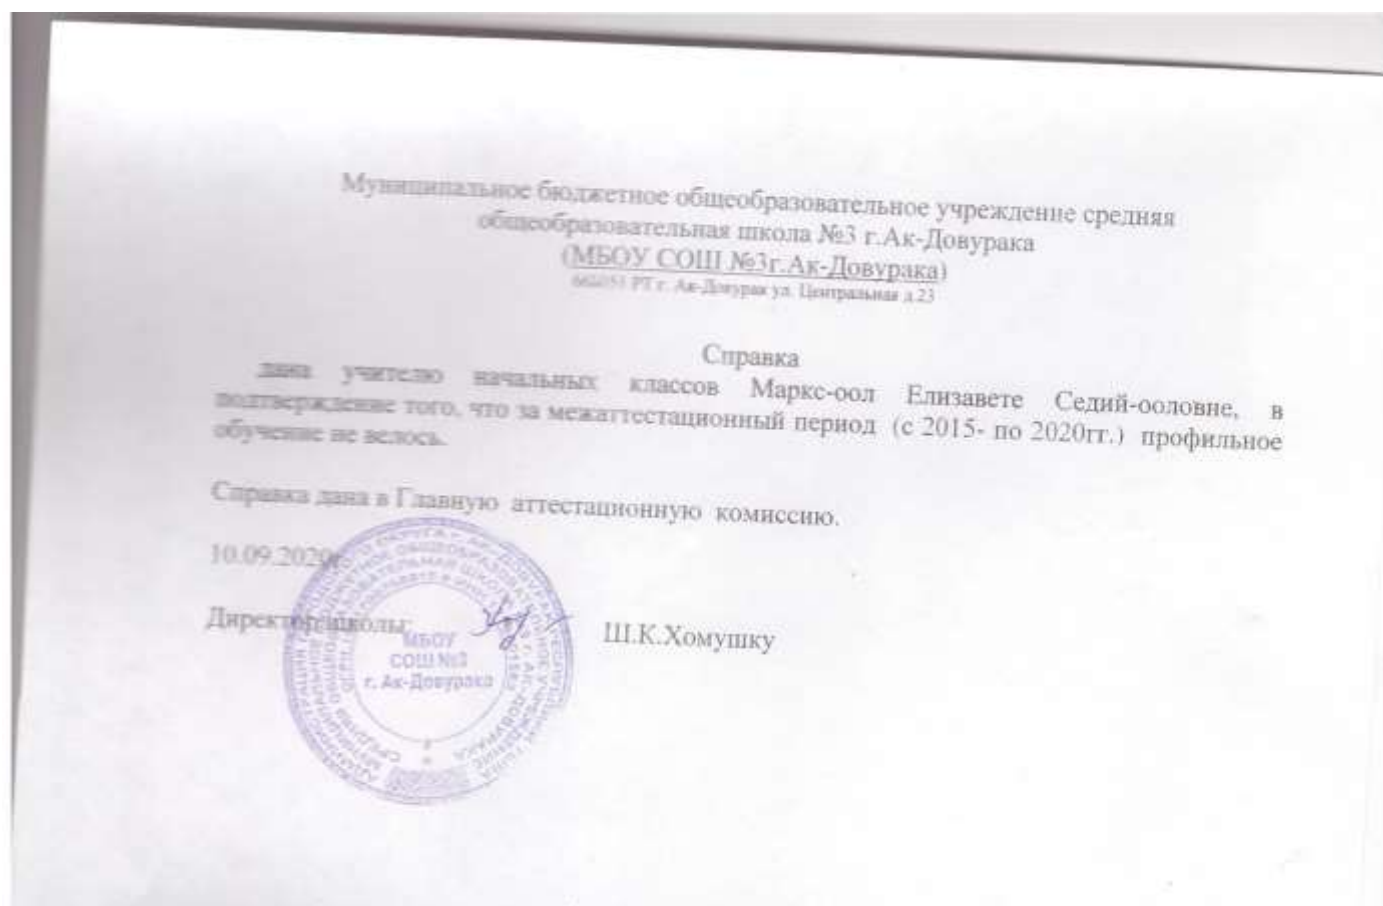 Муниципальное бюджетное общеобразовательное учреждение средняя
общеобразовательная школа №3 г.Ак-Довурака
(МБОУ СОШ №3г.Ак-Довурака)
РТ г. Ак-Довурак ул. Центральная д 23
Справка
дана учителю начальных классов Маркс-оол Елизавете Седий-ооловне, в
подтверждение того, что за межаттестационный период (с 2015- по 2020гг.) профильное
обучение не велось.
Справка дана в Главную аттестационную комиссию.
10.09.2020г.
Директор школы: Ш.К.Хомушку
МБОУ
СОШ №3
г. Ак-Довурака